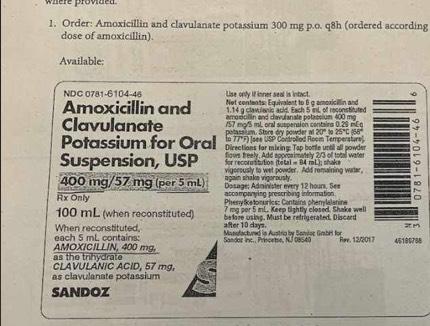 where provided.
1. Order: Amoxicillin and clavulanate potassium 300 mg p.o. q8h (ordered according
dose of amoxicillin).
Available:
NDC 0781-6104-46
Amoxicillin and
Clavulanate
Potassium for Oral
Suspension, USP
400 mg/57 mg (per 5 mL)
Rx Only
100 mL (when reconstituted)
When reconstituted,
each 5 mL contains:
AMOXICILLIN, 400 mg,
as the trihydrate
CLAVULANIC ACID, 57 mg,
as clavulanate potassium
SANDOZ
Use only if inner seal is intact.
Net contents: Equivalent to 8 g amoxicillin and
1.14 g clavulanic acid. Each 5 mL of reconstituted
amoxicillin and clavulanate potassium 400 mg
/57 mg/5 mL oral suspension contains 0.29 mEq
potassium. Store dry powder at 20° to 25°C (68°
to 77°F) [see USP Controlled Room Temperature].
Directions for mixing: Tap bottle until all powder
flows freely. Add approximately 2/3 of total water
for reconstitution (total = 84 mL); shake
vigorously to wet powder. Add remaining water,
again shake vigorously.
Dosage: Administer every 12 hours. See
accompanying prescribing information.
Phenylketonurics: Contains phenylalanine
7 mg per 5 mL. Keep tightly closed. Shake well
before using. Must be refrigerated. Discard
after 10 days.
Manufactured in Austria by Sandoz GmbH for
Sandoz Inc., Princeton, NJ 08540 Rev. 12/2017
46186768
N 3 0781-6104-46 6